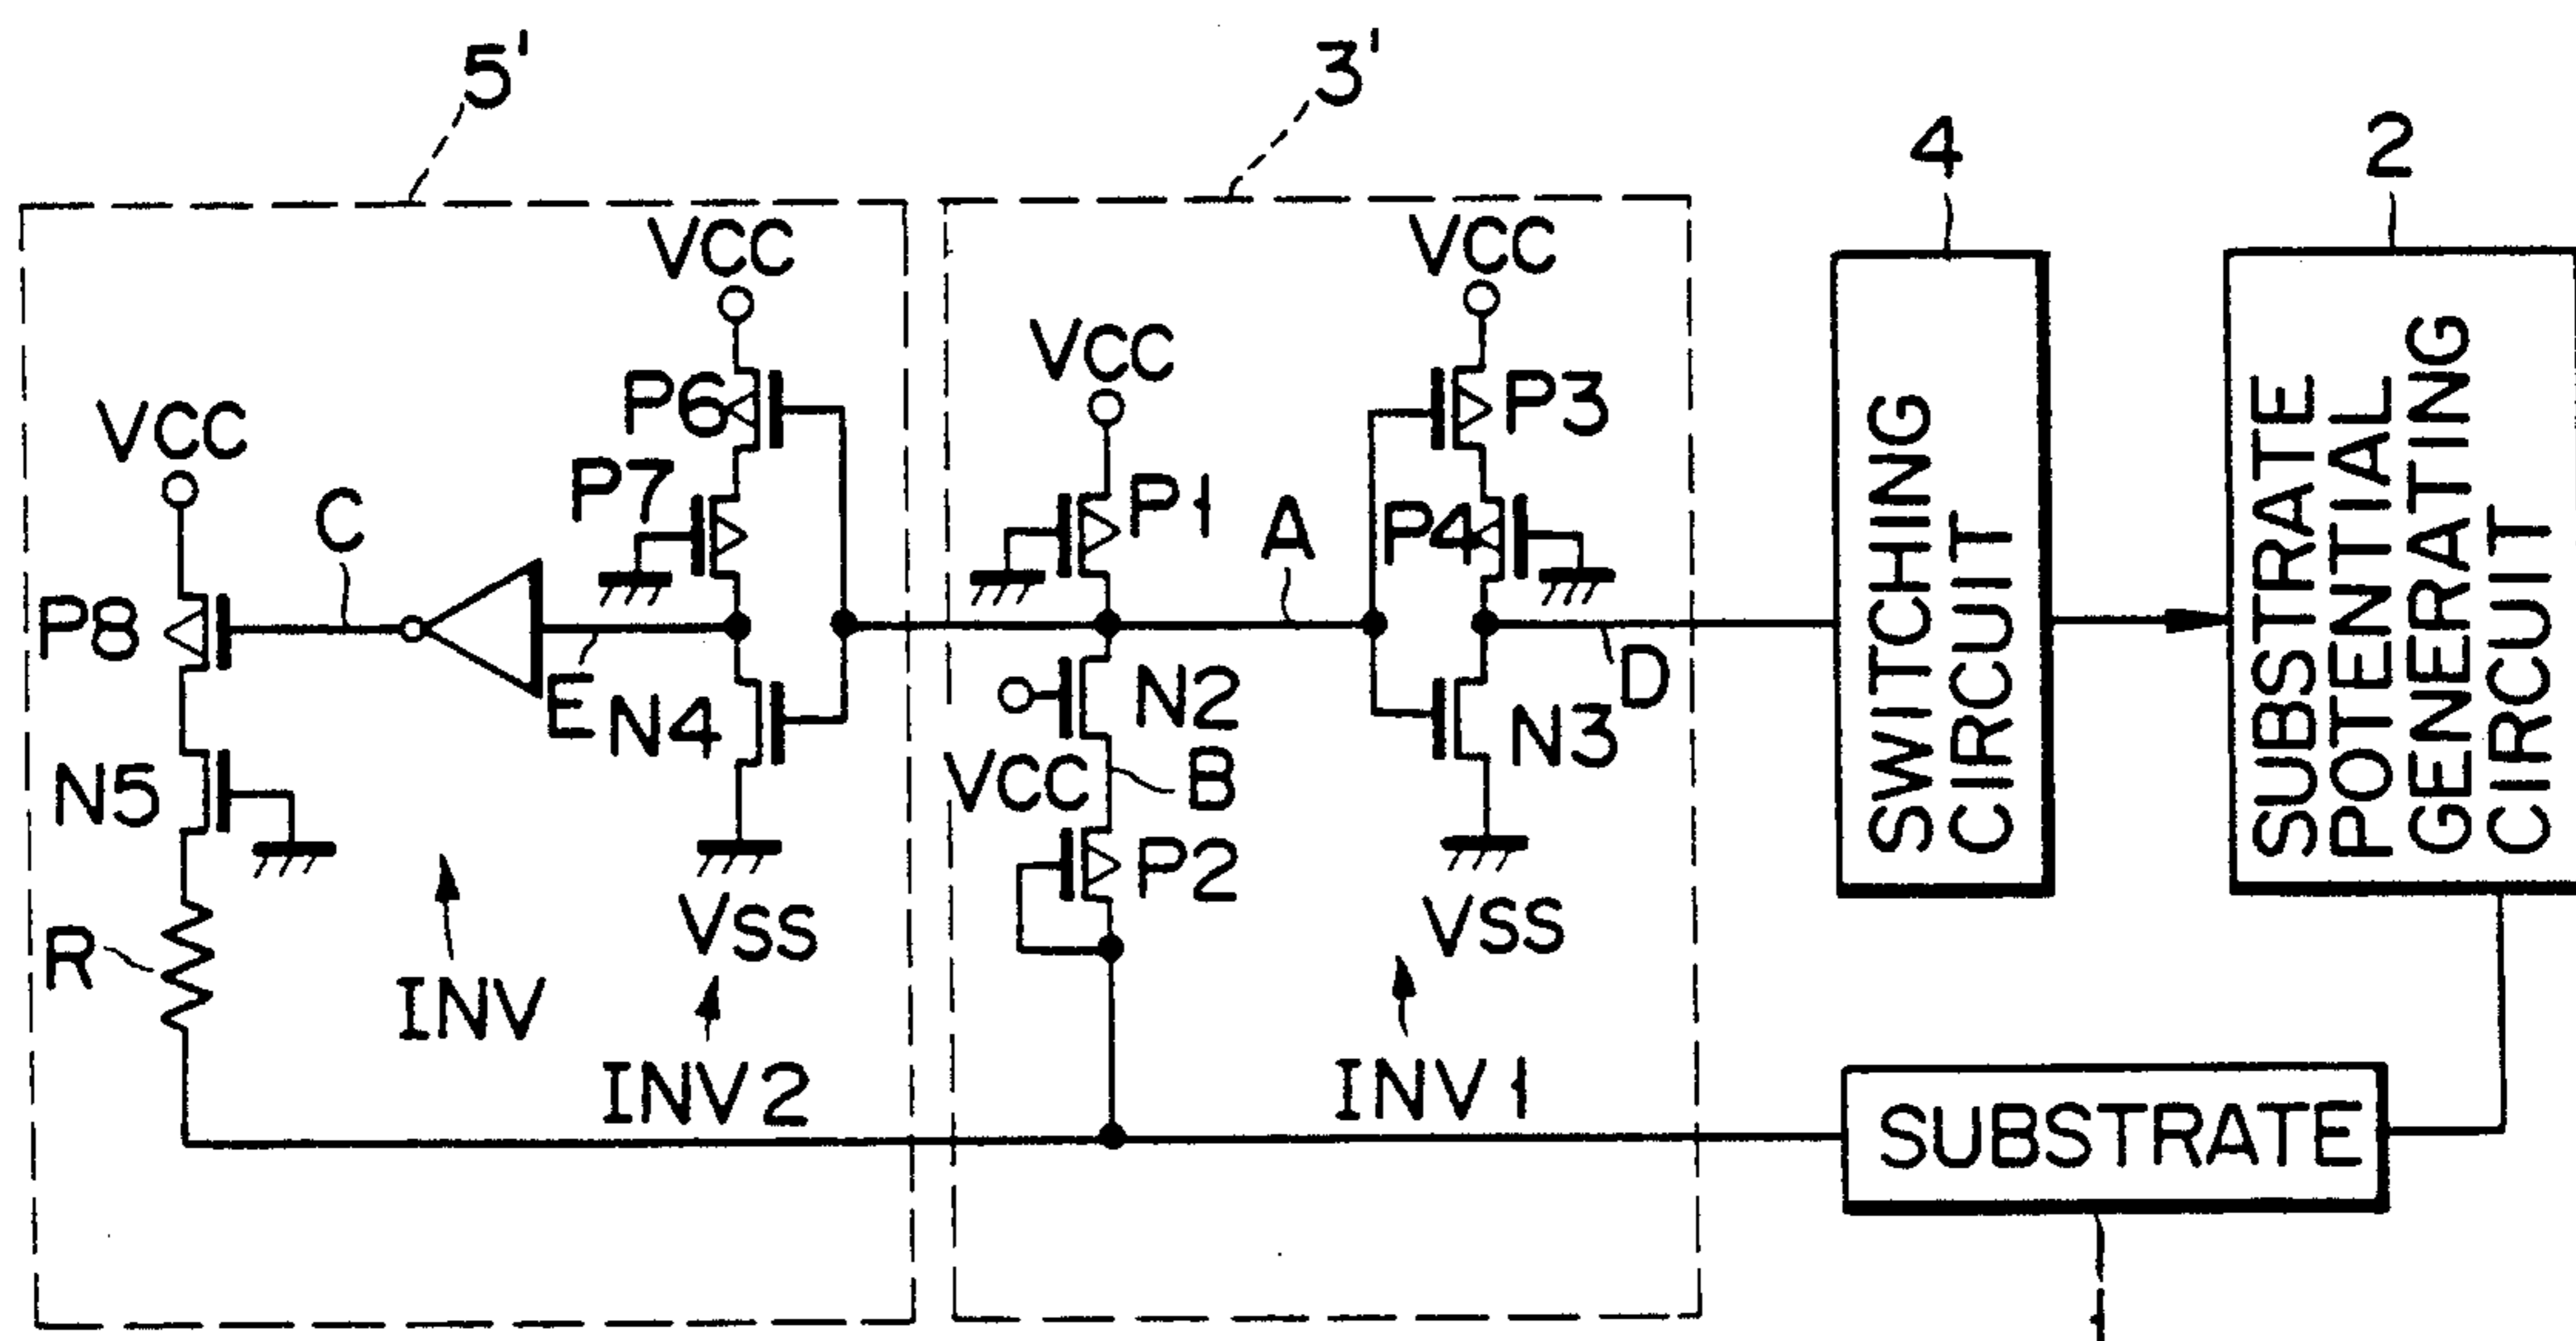 5'
3'
4
2
VCC
VCC
VCC
VCC
P6
P3
P7
P1
P4
C
A
P8
E
N4
N2
N3
D
N5
VCC
B
P2
R
VSS
VSS
INV
INV2
INV1
SWITCHING
CIRCUIT
SUBSTRATE
POTENTIAL
GENERATING
CIRCUIT
SUBSTRATE
1